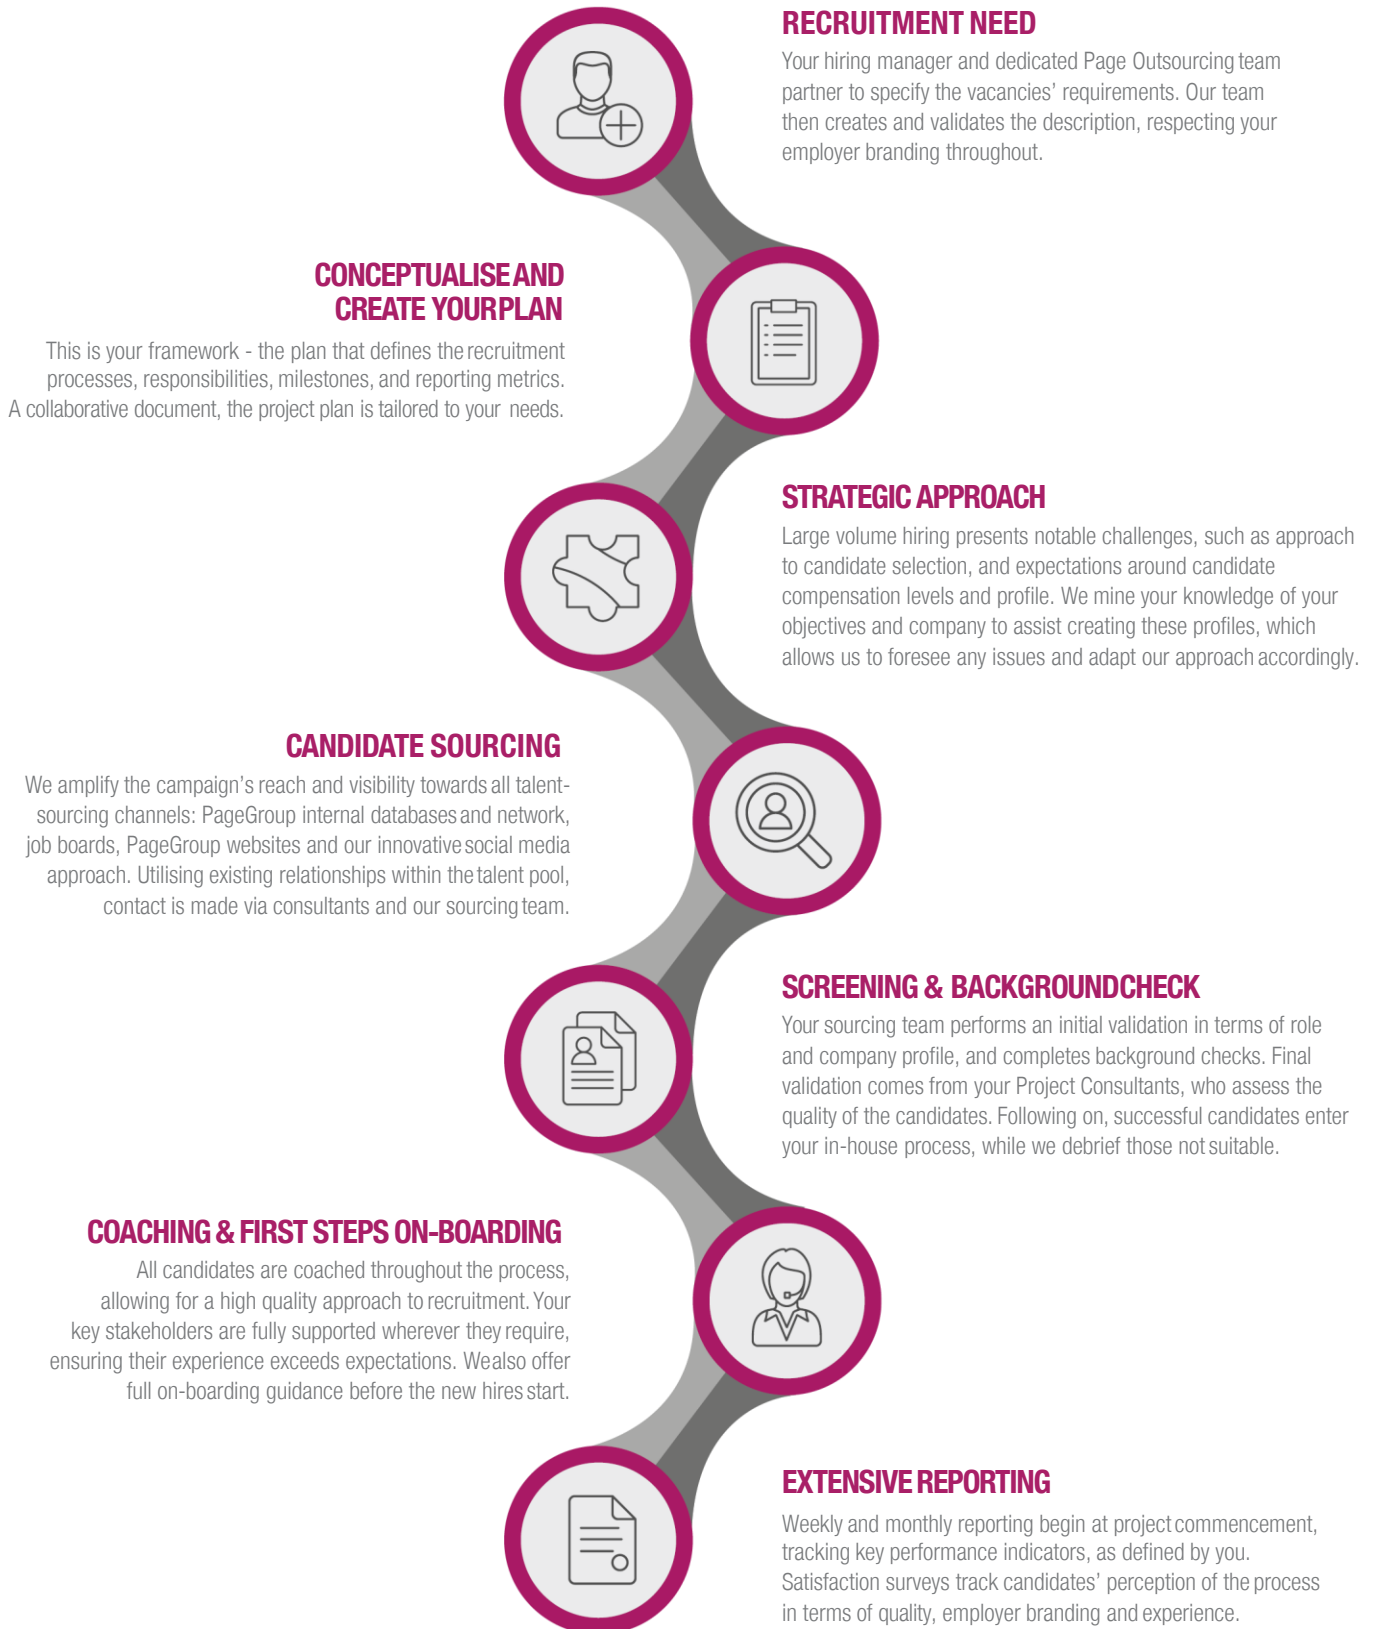 RECRUITMENT NEED
Your hiring manager and dedicated Page Outsourcing team
partner to specify the vacancies’ requirements. Our team
then creates and validates the description, respecting your
employer branding throughout.
CONCEPTUALISE AND
CREATE YOUR PLAN
This is your framework - the plan that defines the recruitment
processes, responsibilities, milestones, and reporting metrics.
A collaborative document, the project plan is tailored to your needs.
STRATEGIC APPROACH
Large volume hiring presents notable challenges, such as approach
to candidate selection, and expectations around candidate
compensation levels and profile. We mine your knowledge of your
objectives and company to assist creating these profiles, which
allows us to foresee any issues and adapt our approach accordingly.
CANDIDATE SOURCING
We amplify the campaign’s reach and visibility towards all talent-
sourcing channels: PageGroup internal databases and network,
job boards, PageGroup websites and our innovative social media
approach. Utilising existing relationships within the talent pool,
contact is made via consultants and our sourcing team.
SCREENING & BACKGROUND CHECK
Your sourcing team performs an initial validation in terms of role
and company profile, and completes background checks. Final
validation comes from your Project Consultants, who assess the
quality of the candidates. Following on, successful candidates enter
your in-house process, while we debrief those not suitable.
COACHING & FIRST STEPS ON-BOARDING
All candidates are coached throughout the process,
allowing for a high quality approach to recruitment. Your
key stakeholders are fully supported wherever they require,
ensuring their experience exceeds expectations. We also offer
full on-boarding guidance before the new hires start.
EXTENSIVE REPORTING
Weekly and monthly reporting begin at project commencement,
tracking key performance indicators, as defined by you.
Satisfaction surveys track candidates’ perception of the process
in terms of quality, employer branding and experience.